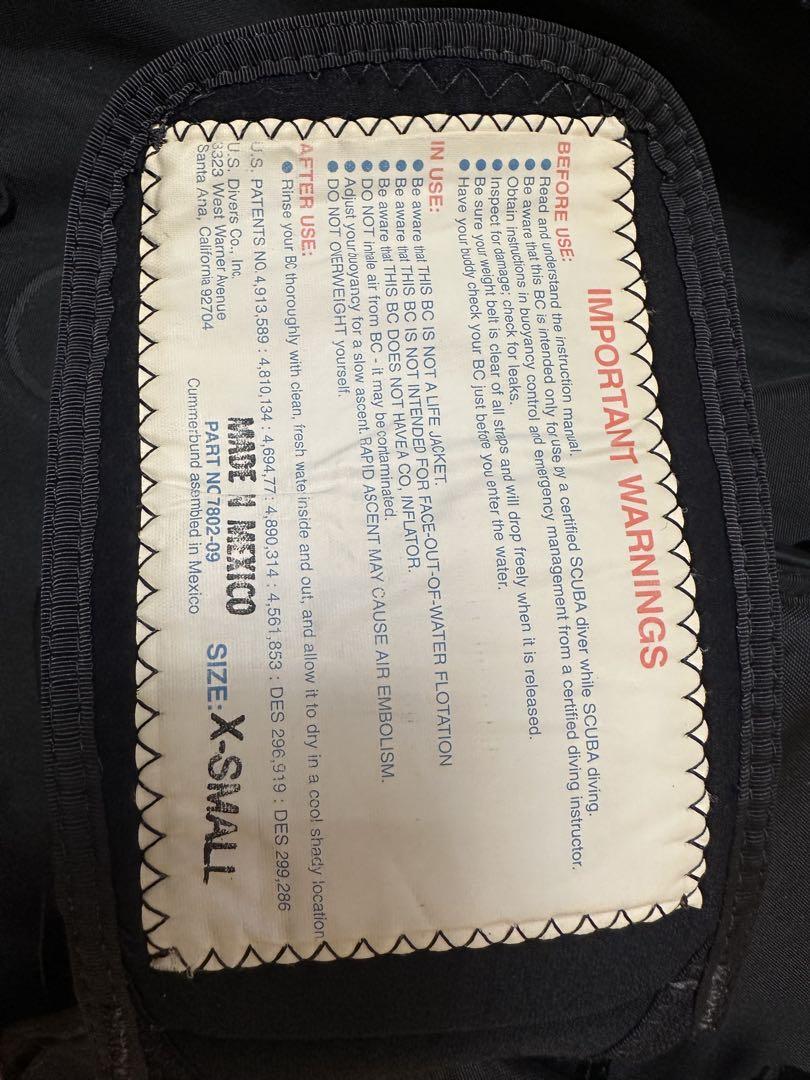 IMPORTANT WARNINGS
BEFORE USE:
● Read and understand the instruction manual.
● Be aware that this BC is intended only for use by a certified SCUBA diver while SCUBA diving.
● Obtain instructions in buoyancy control and emergency management from a certified diving instructor.
● Inspect for damage; check for leaks.
● Be sure your weight belt is clear of all straps and will drop freely when it is released.
● Have your buddy check your BC just before you enter the water.
IN USE:
● Be aware that THIS BC IS NOT A LIFE JACKET.
● Be aware that THIS BC IS NOT INTENDED FOR FACE-OUT-OF-WATER FLOTATION
● Be aware that THIS BC DOES NOT HAVE A CO, INFLATOR.
● DO NOT inhale air from BC - it may be contaminated.
● Adjust your buoyancy for a slow ascent. RAPID ASCENT MAY CAUSE AIR EMBOLISM.
● DO NOT OVERWEIGHT yourself.
AFTER USE:
● Rinse your BC thoroughly with clean, fresh wate inside and out, and allow it to dry in a cool shady location
U.S. PATENTS NO. 4,913,589 : 4,810,134 : 4,694,77 : 4,890,314 : 4,561,853 : DES 296,919 : DES 299,286
U.S. Divers Co., Inc.
3323 West Warner Avenue
Santa Ana, California 92704
MADE IN MEXICO
PART NC 7802-09
Cummerbund assembled in Mexico
SIZE: X-SMALL